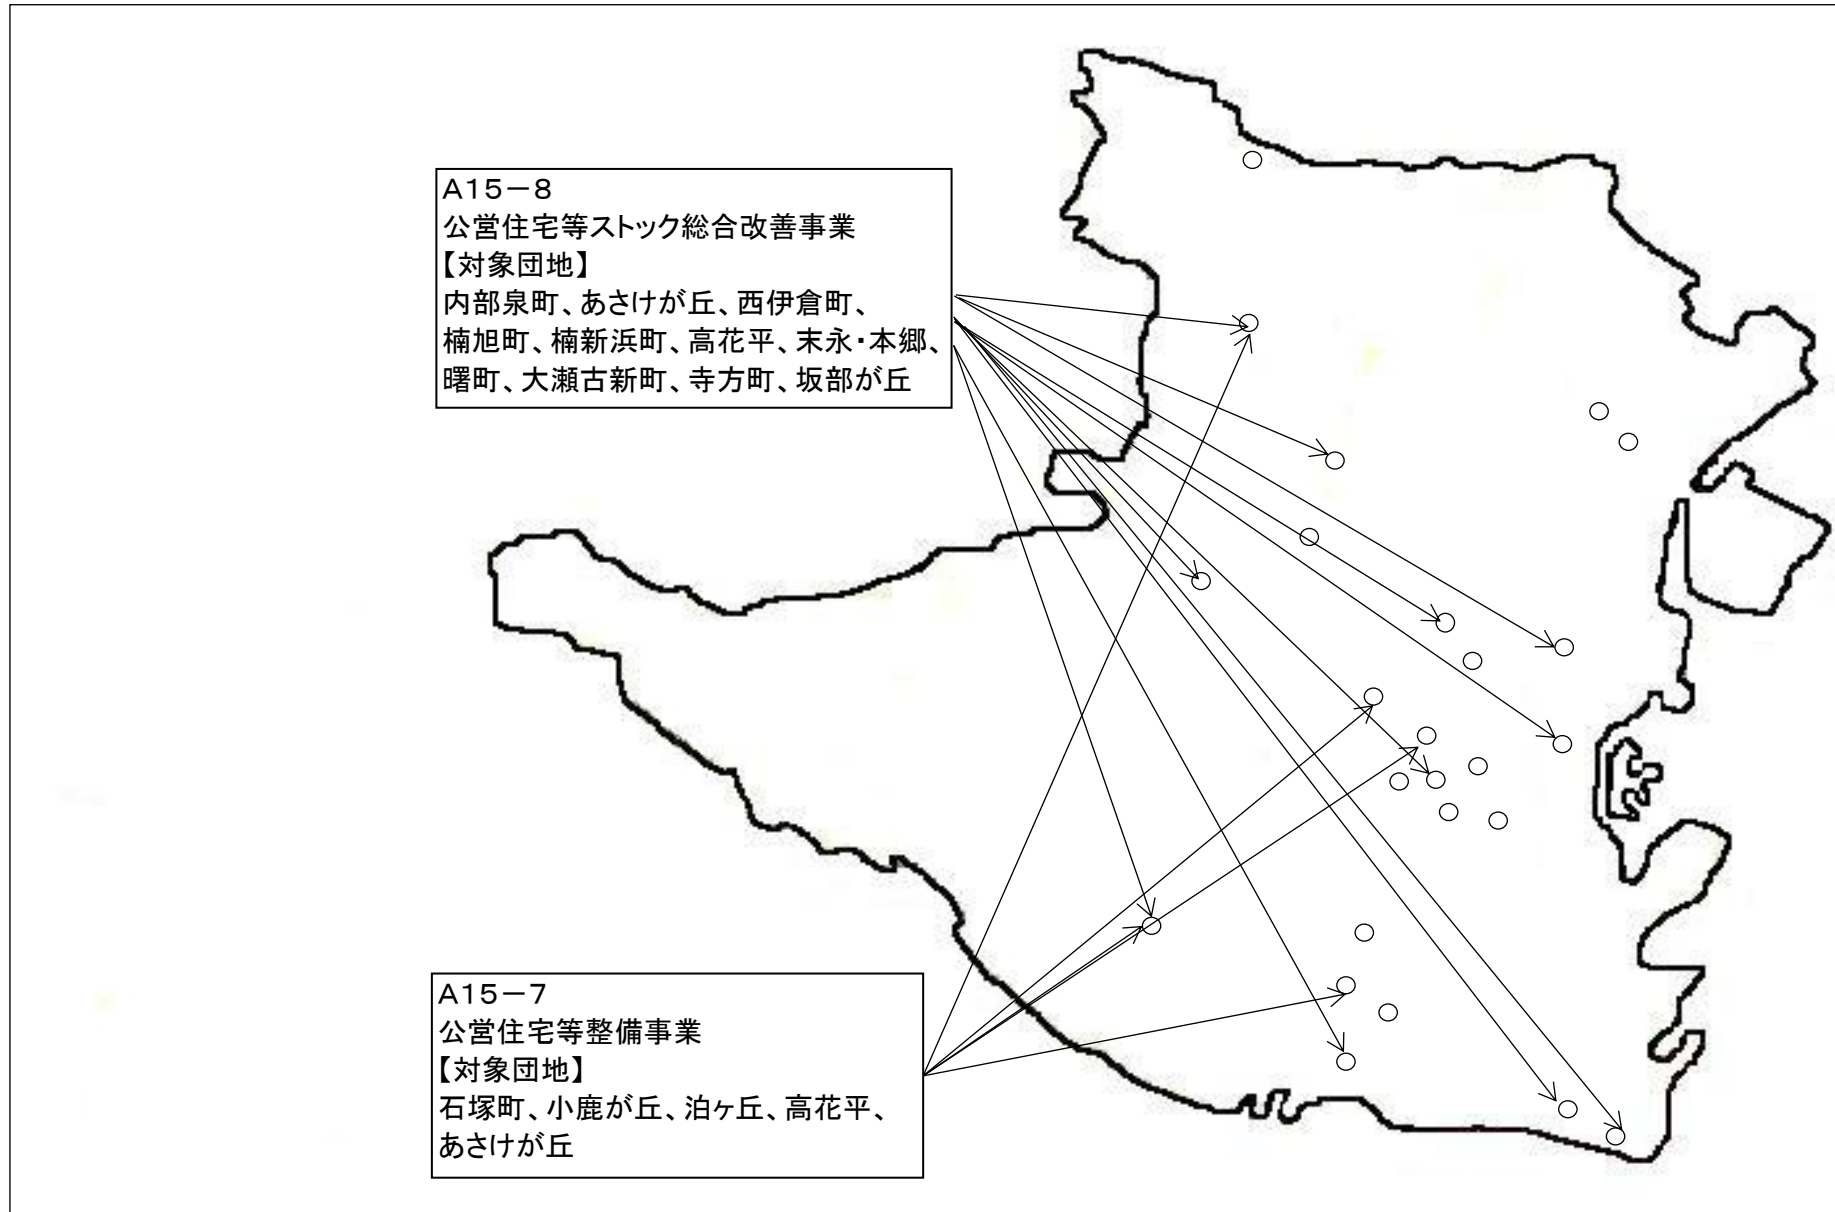 A15－8
公営住宅等ストック総合改善事業
【対象団地】
内部泉町、あさけが丘、西伊倉町、
楠旭町、楠新浜町、高花平、末永・本郷、
曙町、大瀬古新町、寺方町、坂部が丘
A15－7
公営住宅等整備事業
【対象団地】
石塚町、小鹿が丘、泊ヶ丘、高花平、
あさけが丘